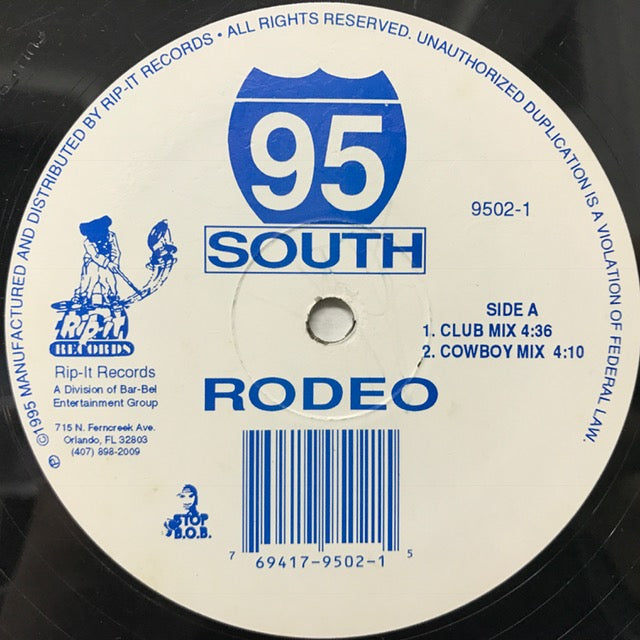 ©1995 MANUFACTURED AND DISTRIBUTED BY RIP-IT RECORDS • ALL RIGHTS RESERVED. UNAUTHORIZED DUPLICATION IS A VIOLATION OF FEDERAL LAW.
95
SOUTH
9502-1
SIDE A
1. CLUB MIX 4:36
2. COWBOY MIX 4:10
Rip-It
RECORDS
Rip-It Records
A Division of Bar-Bel
Entertainment Group
715 N. Ferncreek Ave.
Orlando, FL 32803
(407) 898-2009
℗
RODEO
STOP
B.O.B.
7 69417-9502-1 5